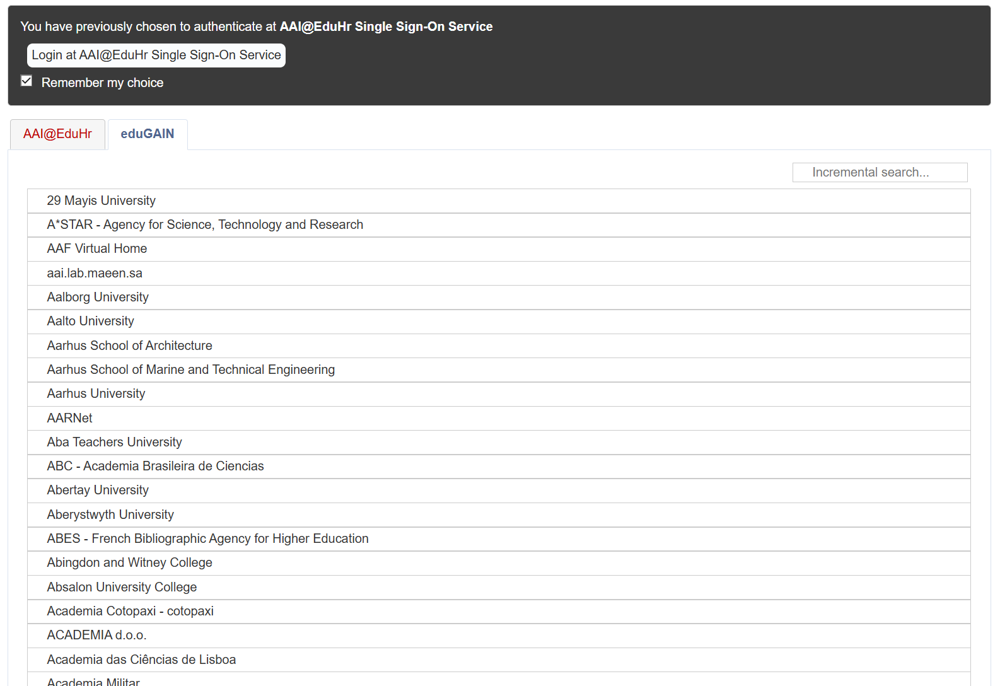 You have previously chosen to authenticate at AAI@EduHr Single Sign-On Service
Login at AAI@EduHr Single Sign-On Service
Remember my choice
AAI@EduHr
eduGAIN
Incremental search...
29 Mayis University
A*STAR - Agency for Science, Technology and Research
AAF Virtual Home
aai.lab.maeen.sa
Aalborg University
Aalto University
Aarhus School of Architecture
Aarhus School of Marine and Technical Engineering
Aarhus University
AARNet
Aba Teachers University
ABC - Academia Brasileira de Ciencias
Abertay University
Aberystwyth University
ABES - French Bibliographic Agency for Higher Education
Abingdon and Witney College
Absalon University College
Academia Cotopaxi - cotopaxi
ACADEMIA d.o.o.
Academia das Ciências de Lisboa
Academia Militar